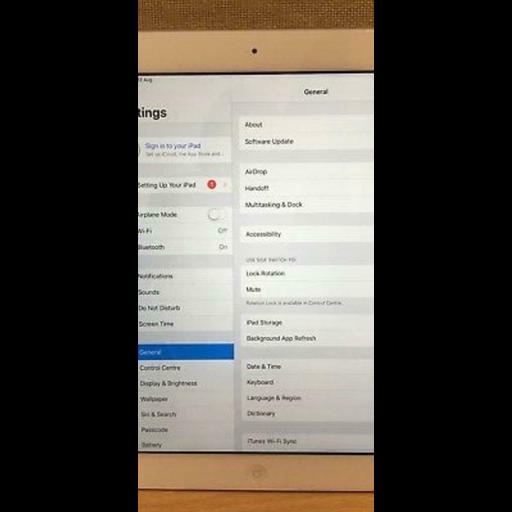 3 Aug
tings
General
Sign in to your iPad
Set up iCloud, the App Store and...
Setting Up Your iPad 1
Airplane Mode
Wi-Fi Off
Bluetooth On
Notifications
Sounds
Do Not Disturb
Screen Time
General
Control Centre
Display & Brightness
Wallpaper
Siri & Search
Passcode
Battery
About
Software Update
AirDrop
Handoff
Multitasking & Dock
Accessibility
USE SIDE SWITCH TO:
Lock Rotation
Mute
Rotation Lock is available in Control Centre.
iPad Storage
Background App Refresh
Date & Time
Keyboard
Language & Region
Dictionary
iTunes Wi-Fi Sync